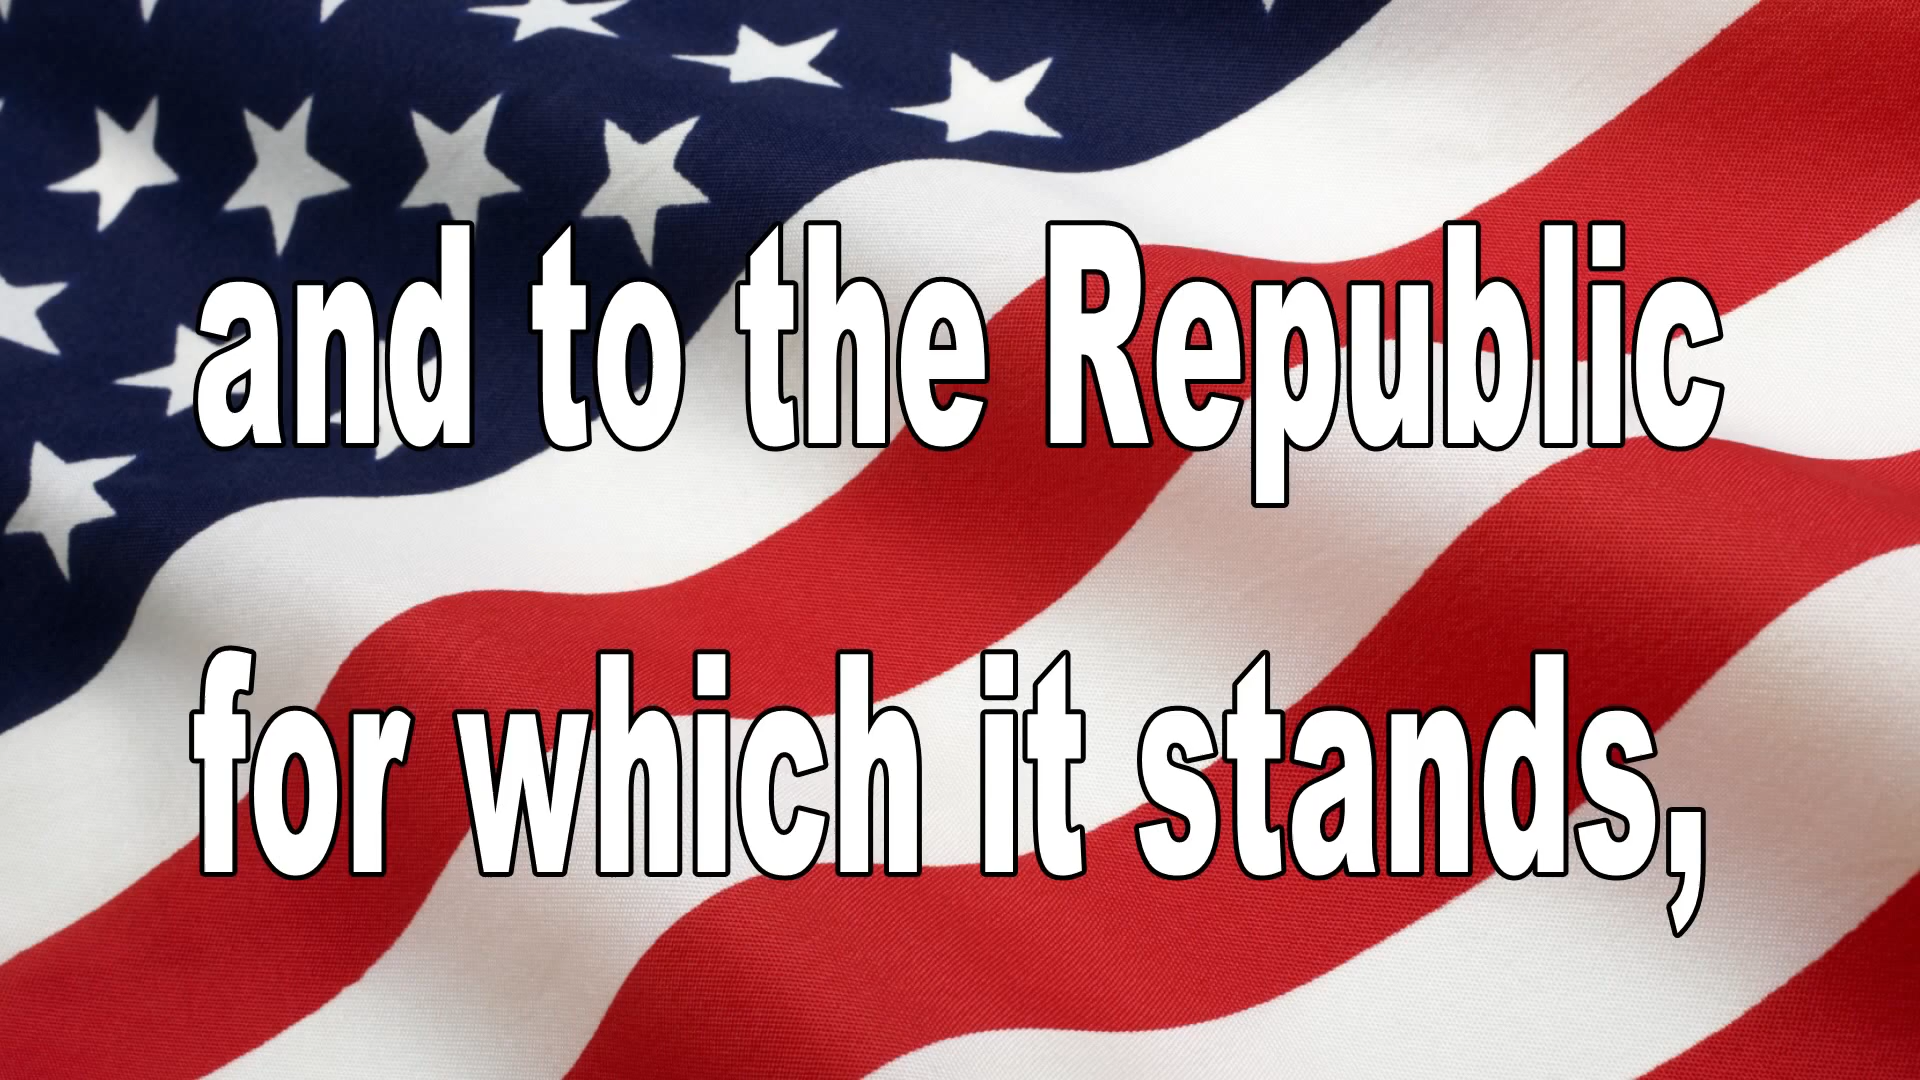 and to the Republic
for which it stands,